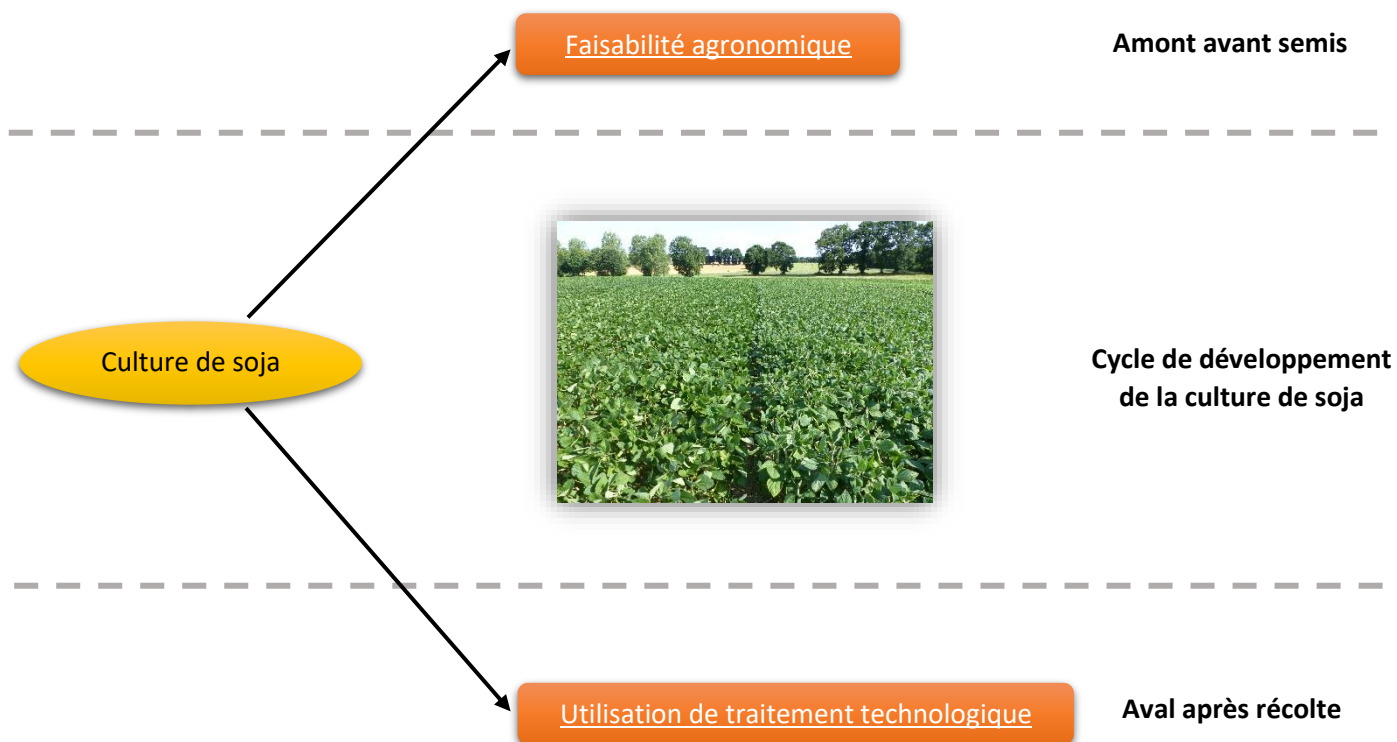 Faisabilité agronomique
Amont avant semis
Culture de soja
Cycle de développement
de la culture de soja
Utilisation de traitement technologique
Aval après récolte